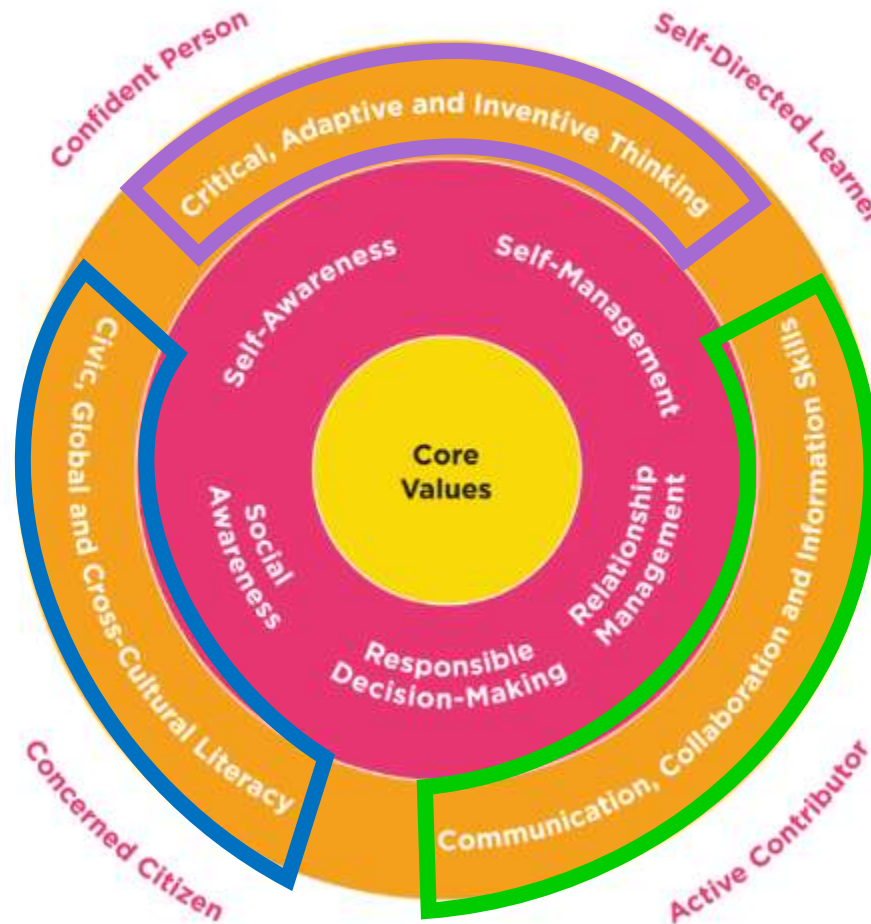 Confident Person
Self-Directed Learner
Critical, Adaptive and Inventive Thinking
Self-Awareness
Self-Management
Civic, Global and Cross-Cultural Literacy
Core
Values
Communication, Collaboration and Information Skills
Social
Awareness
Relationship
Management
Responsible
Decision-Making
Concerned Citizen
Active Contributor